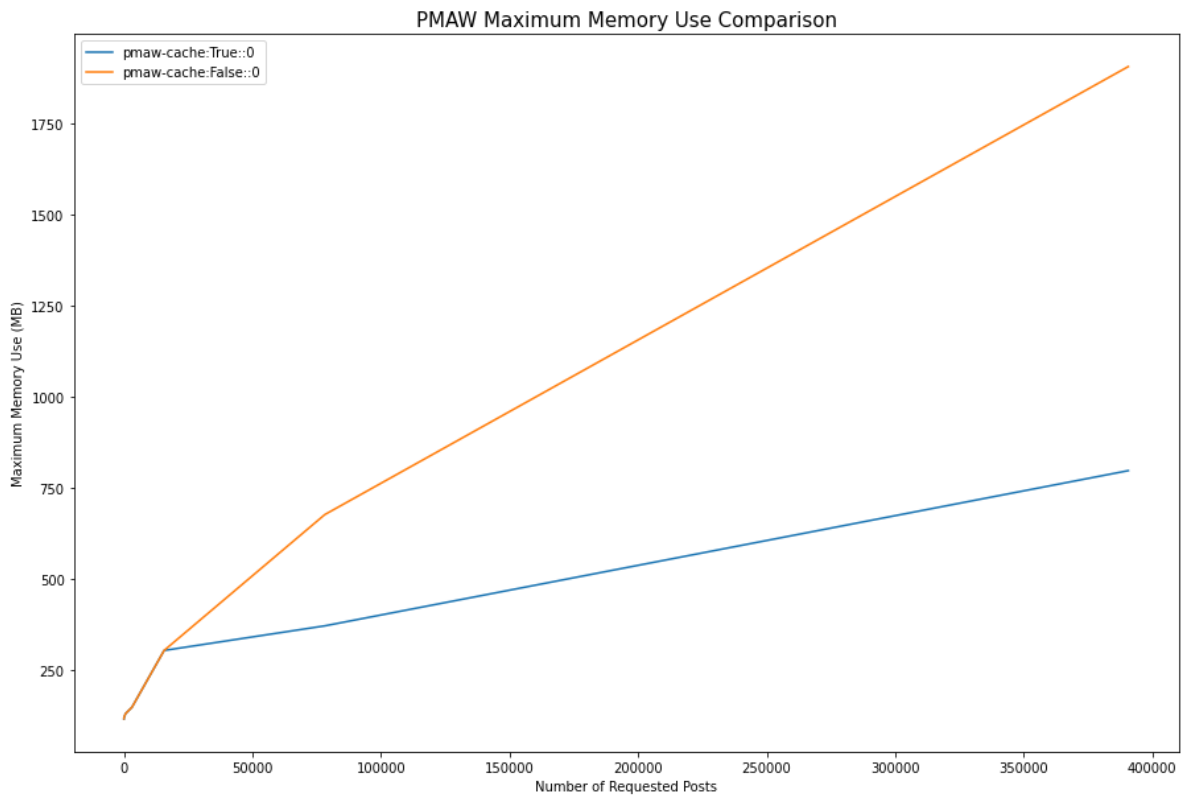 PMAW Maximum Memory Use Comparison
pmaw-cache:True::0
pmaw-cache:False::0
Maximum Memory Use (MB)
1750
1500
1250
1000
750
500
250
0 50000 100000 150000 200000 250000 300000 350000 400000
Number of Requested Posts